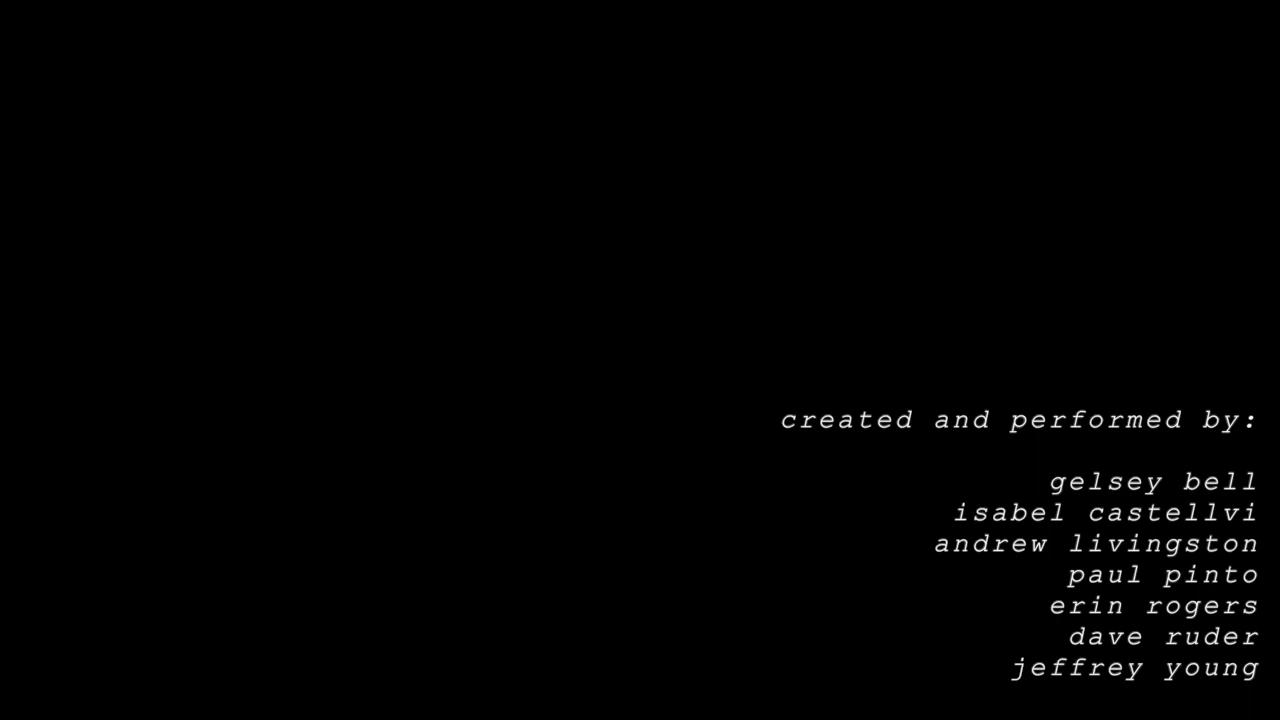 created and performed by:
gelsey bell
isabel castellvi
andrew livingston
paul pinto
erin rogers
dave ruder
jeffrey young